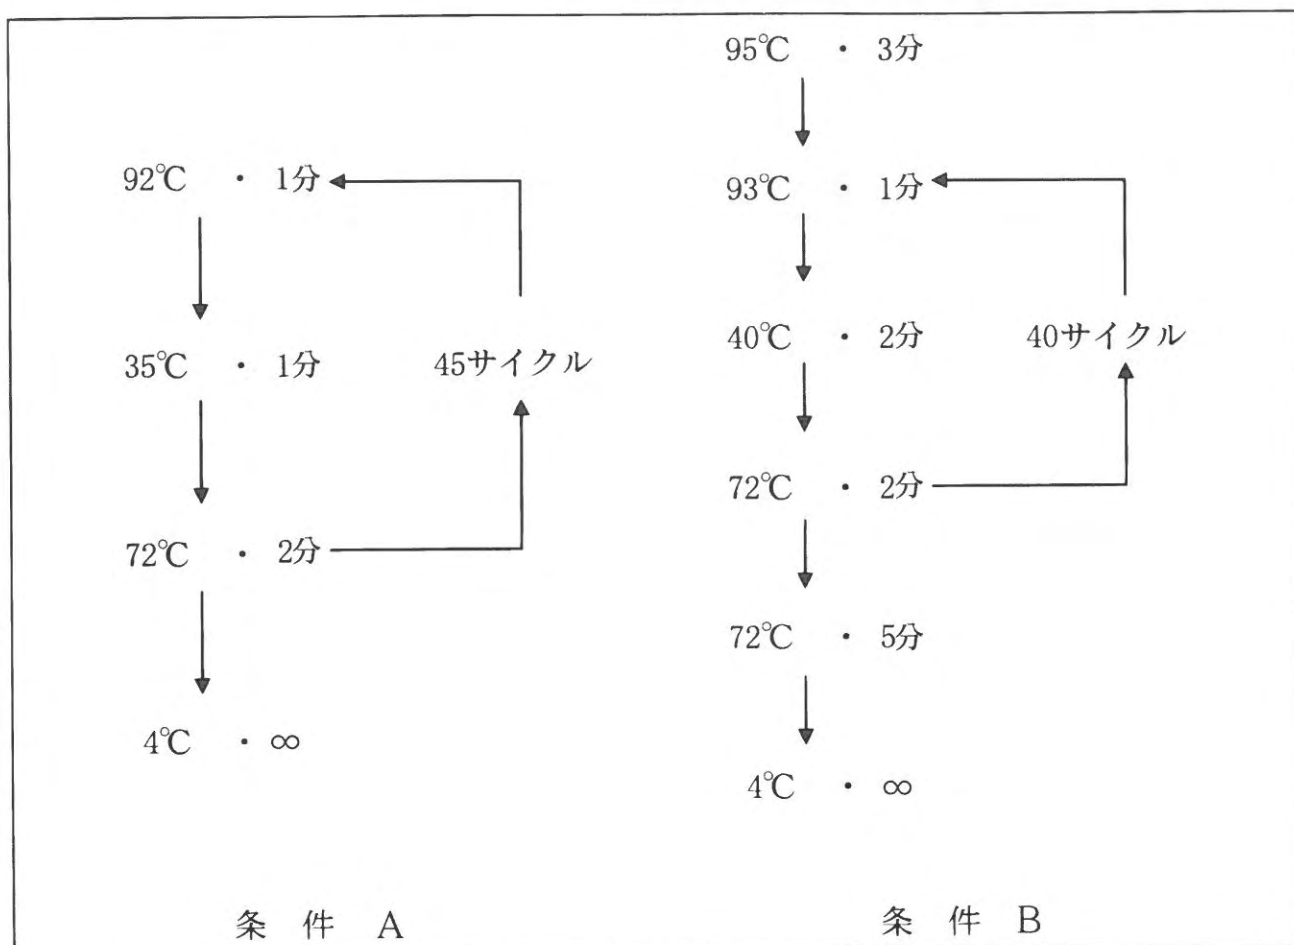 92℃ ・ 1分
35℃ ・ 1分
45サイクル
72℃ ・ 2分
4℃ ・ ∞
条 件 A
95℃ ・ 3分
93℃ ・ 1分
40℃ ・ 2分
40サイクル
72℃ ・ 2分
72℃ ・ 5分
4℃ ・ ∞
条 件 B